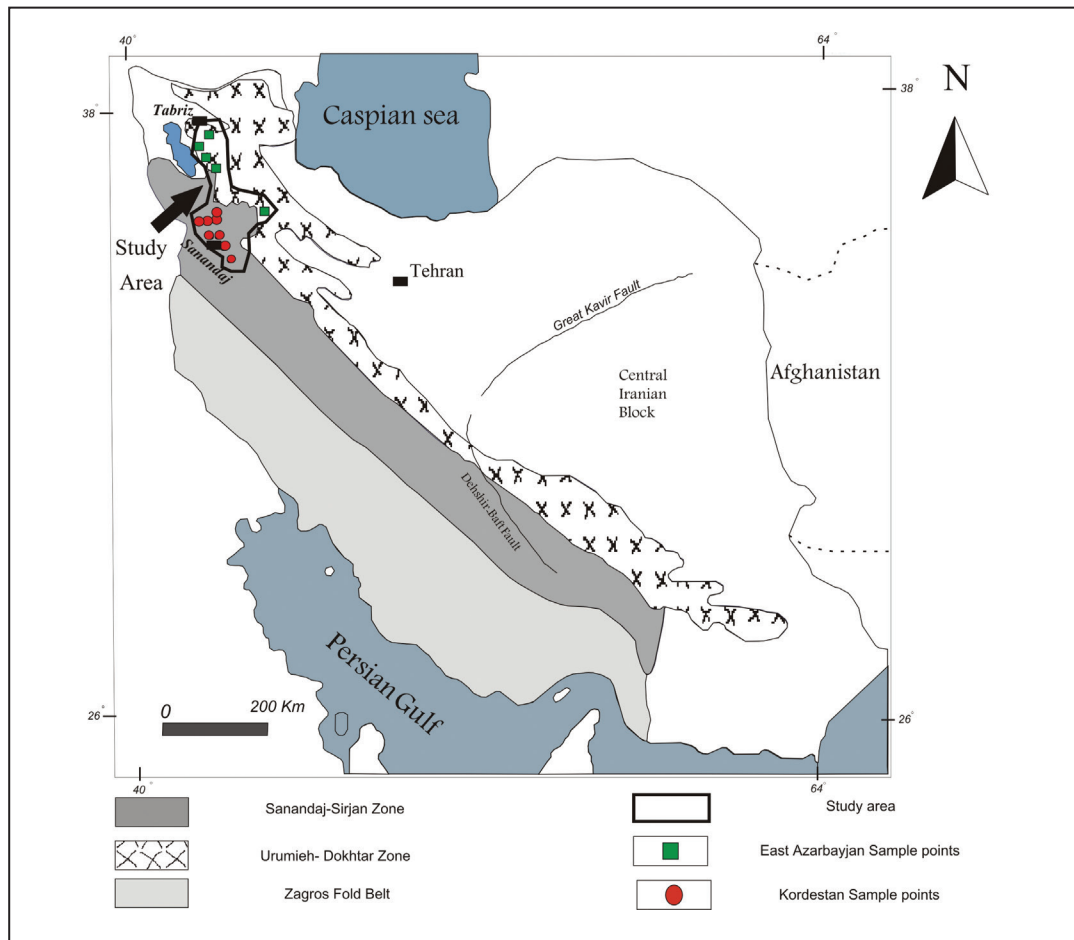 40°
64°
38°
38°
N
Caspian sea
Tabriz
Study
Area
Sanandaj
Tehran
Great Kavir Fault
Central
Iranian
Block
Afghanistan
Dehshir-Baft Fault
Persian Gulf
0 200 Km
26°
26°
40°
64°
Sanandaj-Sirjan Zone
Urumieh- Dokhtar Zone
Zagros Fold Belt
Study area
East Azarbayjan Sample points
Kordestan Sample points